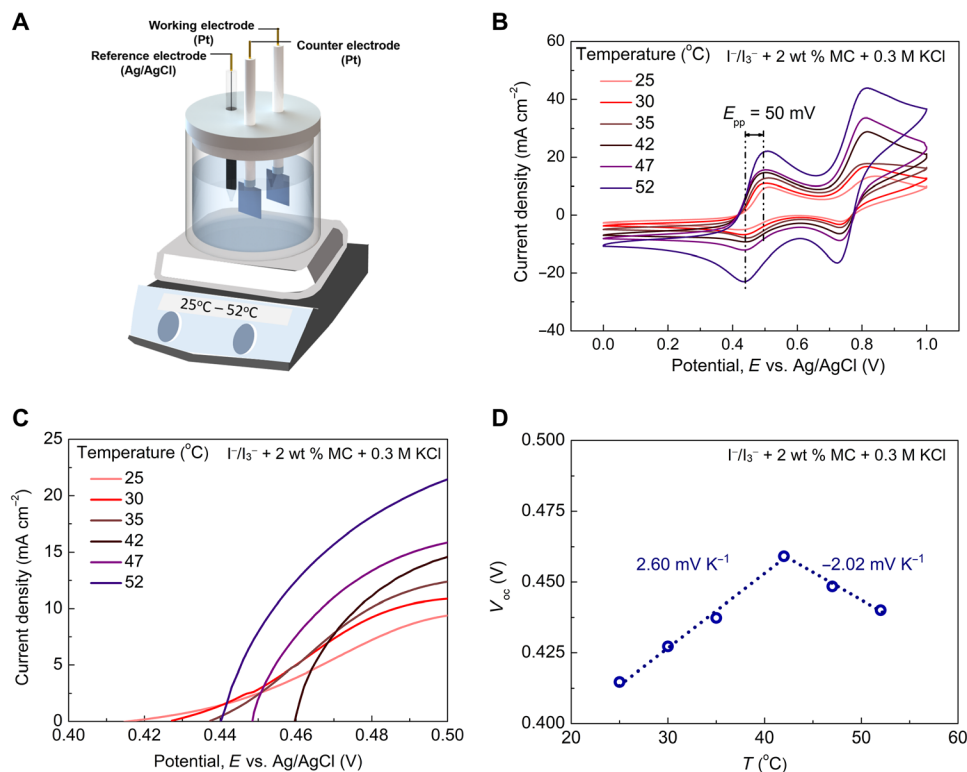 A
Working electrode
(Pt)
Reference electrode
(Ag/AgCl)
Counter electrode
(Pt)
25°C – 52°C
B
Temperature (°C)
I⁻/I₃⁻ + 2 wt % MC + 0.3 M KCl
25
30
35
42
47
52
Eₚₚ = 50 mV
60
40
20
0
−20
−40
Current density (mA cm⁻²)
0.0 0.2 0.4 0.6 0.8 1.0
Potential, E vs. Ag/AgCl (V)
C
Temperature (°C)
I⁻/I₃⁻ + 2 wt % MC + 0.3 M KCl
25
30
35
42
47
52
25
20
15
10
5
0
Current density (mA cm⁻²)
0.40 0.42 0.44 0.46 0.48 0.50
Potential, E vs. Ag/AgCl (V)
D
I⁻/I₃⁻ + 2 wt % MC + 0.3 M KCl
2.60 mV K⁻¹
−2.02 mV K⁻¹
0.500
0.475
0.450
0.425
0.400
Voc (V)
20 30 40 50 60
T (°C)